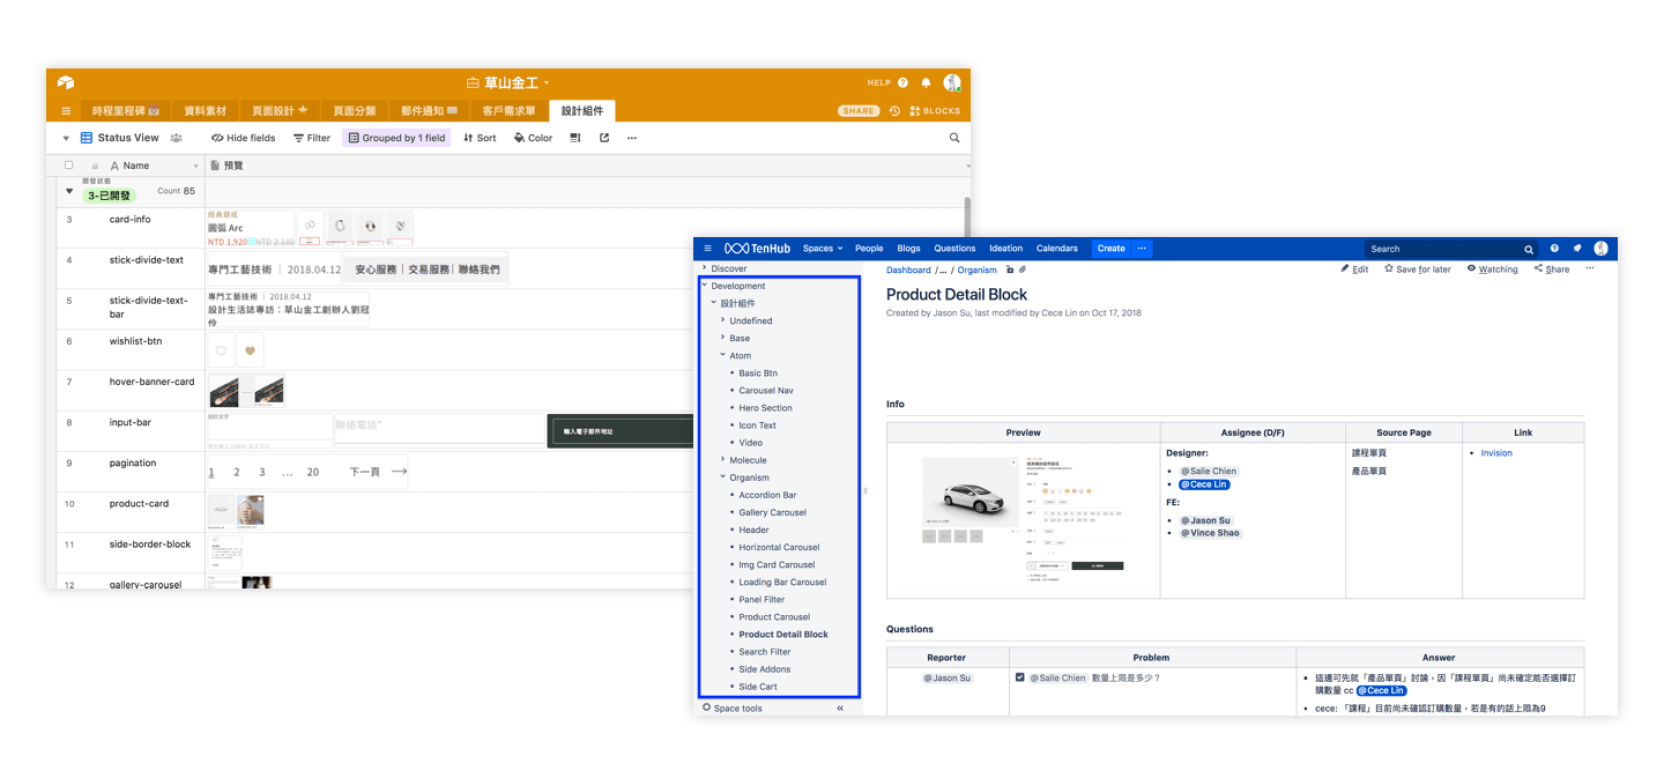 草山金工
HELP
時程里程碑
資料素材
頁面設計
頁面分類
郵件通知
客戶需求單
設計組件
SHARE
BLOCKS
Status View
Hide fields
Filter
Grouped by 1 field
Sort
Color
Name
預覽
開發狀態
3-已開發
Count 85
3 card-info
經典腳戒
圓弧 Arc
NTD 1,920 NTD 2,180
4 stick-divide-text
專門工藝技術 | 2018.04.12 安心服務 | 交易服務 | 聯絡我們
5 stick-divide-text-bar
專門工藝技術 | 2018.04.12
設計生活誌專訪：草山金工創辦人劉冠伶
6 wishlist-btn
7 hover-banner-card
8 input-bar
聯絡電話*
輸入電子郵件地址
9 pagination
1 2 3 ... 20 下一頁 →
10 product-card
11 side-border-block
12 gallery-carousel
TenHub
Spaces
People
Blogs
Questions
Ideation
Calendars
Create
Search
Discover
Development
設計組件
Undefined
Base
Atom
Basic Btn
Carousel Nav
Hero Section
Icon Text
Video
Molecule
Organism
Accordion Bar
Gallery Carousel
Header
Horizontal Carousel
Img Card Carousel
Loading Bar Carousel
Panel Filter
Product Carousel
Product Detail Block
Search Filter
Side Addons
Side Cart
Space tools
Dashboard /... / Organism
Edit
Save for later
Watching
Share
Product Detail Block
Created by Jason Su, last modified by Cece Lin on Oct 17, 2018
Info
Preview Assignee (D/F) Source Page Link
Designer:
@Salie Chien
@Cece Lin
FE:
@Jason Su
@Vince Shao
課程單頁
產品單頁
Invision
Questions
Reporter Problem Answer
@Jason Su
@Salie Chien 數量上限是多少？
這邊可先就「產品單頁」討論，因「課程單頁」尚未確定能否選擇訂
購數量 cc @Cece Lin
cece: 「課程」目前尚未確認訂購數量，若是有的話上限為9